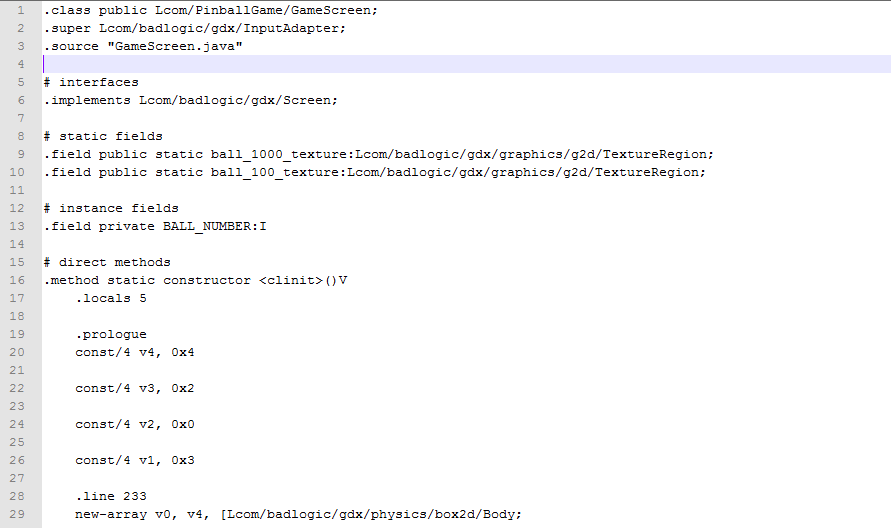 1 .class public Lcom/PinballGame/GameScreen;
2 .super Lcom/badlogic/gdx/InputAdapter;
3 .source "GameScreen.java"
4
5 # interfaces
6 .implements Lcom/badlogic/gdx/Screen;
7
8 # static fields
9 .field public static ball_1000_texture:Lcom/badlogic/gdx/graphics/g2d/TextureRegion;
10 .field public static ball_100_texture:Lcom/badlogic/gdx/graphics/g2d/TextureRegion;
11
12 # instance fields
13 .field private BALL_NUMBER:I
14
15 # direct methods
16 .method static constructor <clinit>()V
17 .locals 5
18
19 .prologue
20 const/4 v4, 0x4
21
22 const/4 v3, 0x2
23
24 const/4 v2, 0x0
25
26 const/4 v1, 0x3
27
28 .line 233
29 new-array v0, v4, [Lcom/badlogic/gdx/physics/box2d/Body;